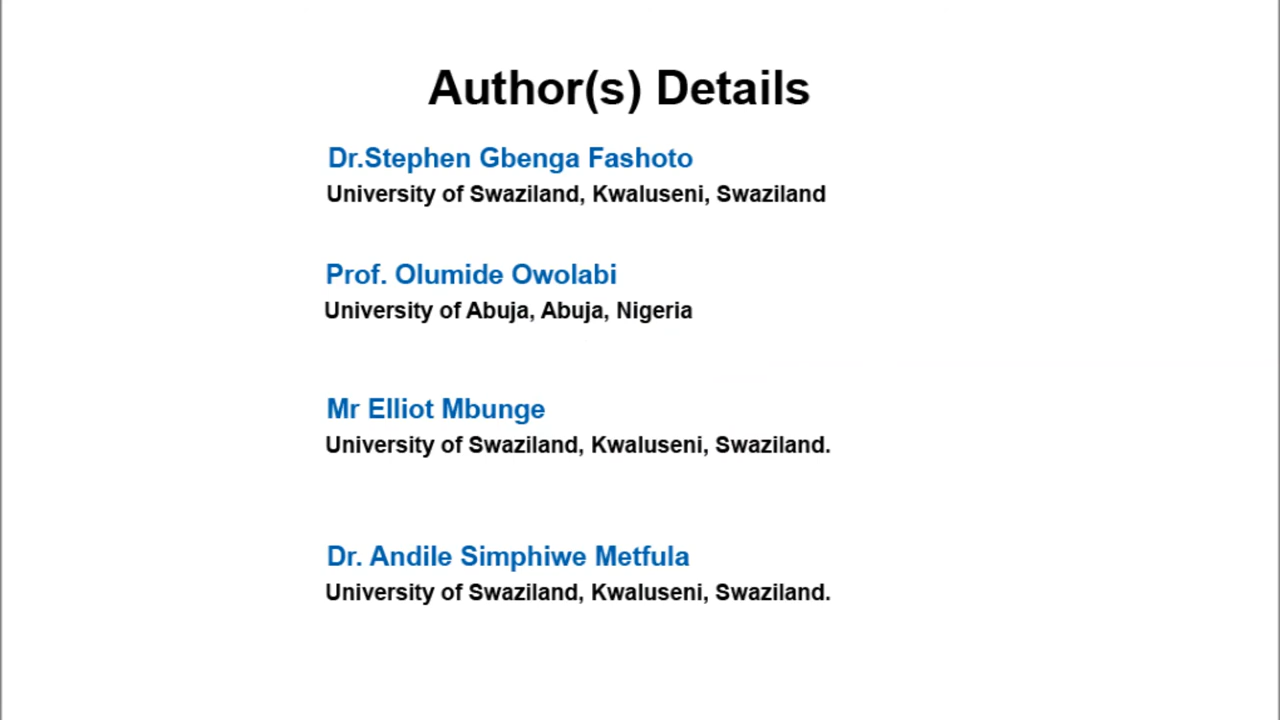 Author(s) Details
Dr.Stephen Gbenga Fashoto
University of Swaziland, Kwaluseni, Swaziland
Prof. Olumide Owolabi
University of Abuja, Abuja, Nigeria
Mr Elliot Mbunge
University of Swaziland, Kwaluseni, Swaziland.
Dr. Andile Simphiwe Metfula
University of Swaziland, Kwaluseni, Swaziland.